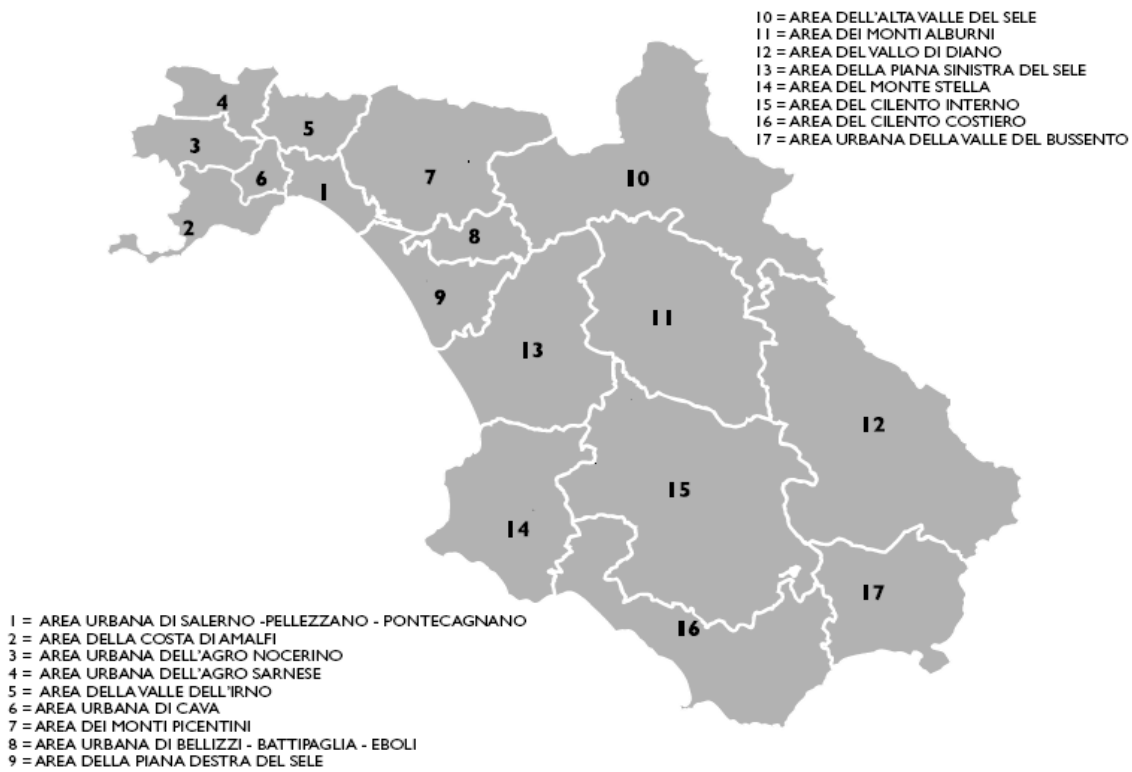 10 = AREA DELL'ALTA VALLE DEL SELE
11 = AREA DEI MONTI ALBURNI
12 = AREA DEL VALLO DI DIANO
13 = AREA DELLA PIANA SINISTRA DEL SELE
14 = AREA DEL MONTE STELLA
15 = AREA DEL CILENTO INTERNO
16 = AREA DEL CILENTO COSTIERO
17 = AREA URBANA DELLA VALLE DEL BUSSENTO
4
5
3
6
1
7
10
2
8
9
11
13
12
15
14
17
16
1 = AREA URBANA DI SALERNO -PELLEZZANO - PONTECAGNANO
2 = AREA DELLA COSTA DI AMALFI
3 = AREA URBANA DELL'AGRO NOCERINO
4 = AREA URBANA DELL'AGRO SARNESE
5 = AREA DELLA VALLE DELL'IRNO
6 = AREA URBANA DI CAVA
7 = AREA DEI MONTI PICENTINI
8 = AREA URBANA DI BELLIZZI - BATTIPAGLIA - EBOLI
9 = AREA DELLA PIANA DESTRA DEL SELE